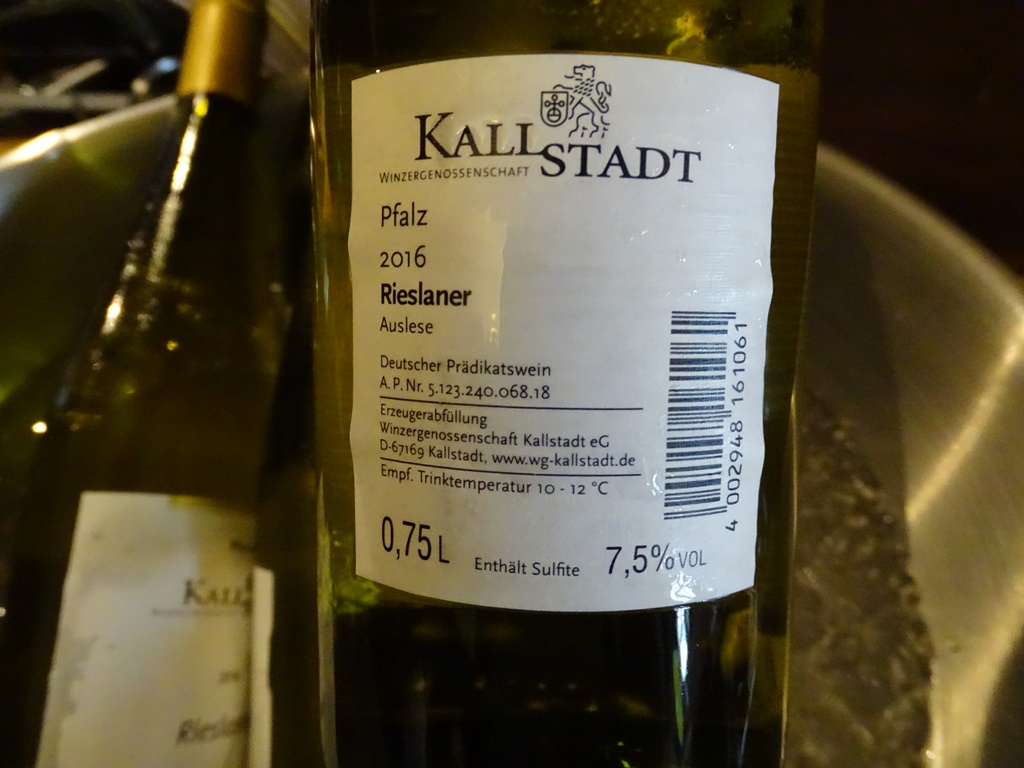 KALLSTADT
WINZERGENOSSENSCHAFT
Pfalz
2016
Rieslaner
Auslese
Deutscher Prädikatswein
A. P. Nr. 5.123.240.068.18
Erzeugerabfüllung
Winzergenossenschaft Kallstadt eG
D-67169 Kallstadt, www.wg-kallstadt.de
Empf. Trinktemperatur 10 - 12 °C
0,75 L
Enthält Sulfite
7,5% VOL
4 002948 161061